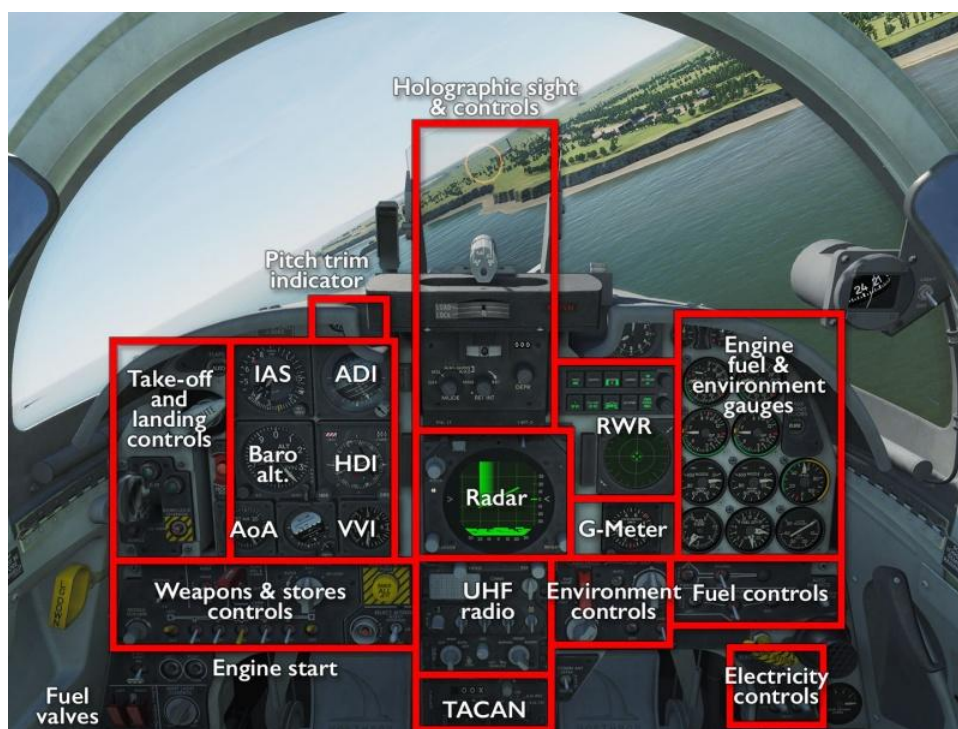 Holographic sight
& controls
Pitch trim
indicator
Take-off
and
landing
controls
IAS
ADI
Engine
fuel &
environment
gauges
RWR
Baro
alt.
HDI
Radar
AoA
VVI
G-Meter
Weapons & stores
controls
UHF
radio
Environment
controls
Fuel controls
Engine start
Electricity
controls
Fuel
valves
TACAN